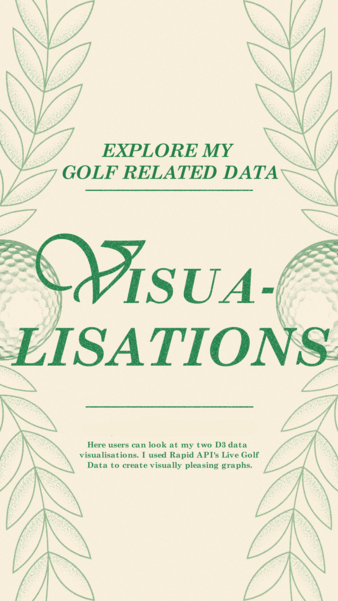 EXPLORE MY
GOLF RELATED DATA
VISUA-
LISATIONS
Here users can look at my two D3 data
visualisations. I used Rapid API's Live Golf
Data to create visually pleasing graphs.